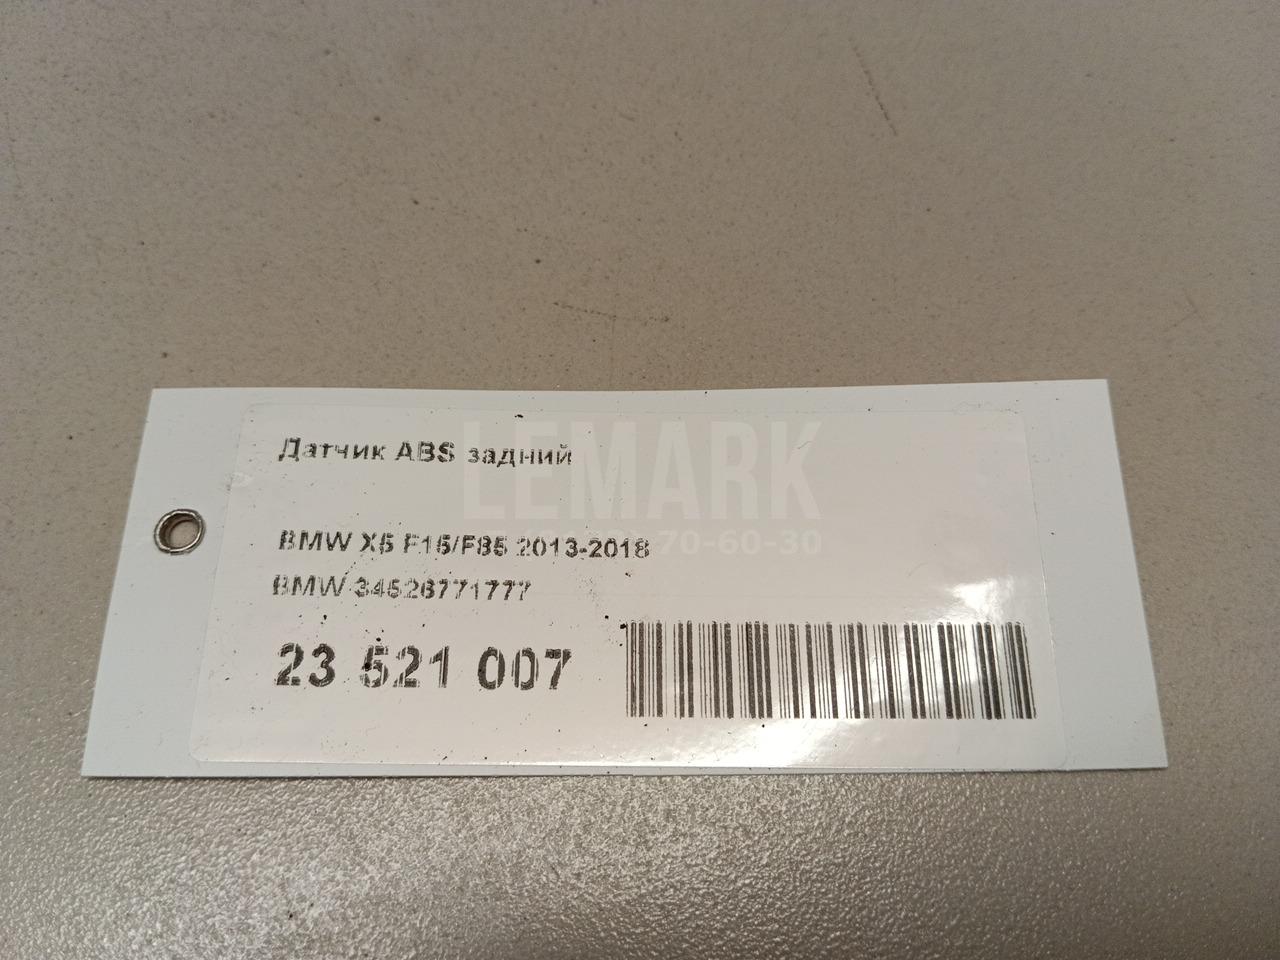 Датчик ABS задний
LEMARK
BMW X5 F15/F85 2013-2018
70-60-30
BMW 34526771777
23 521 007